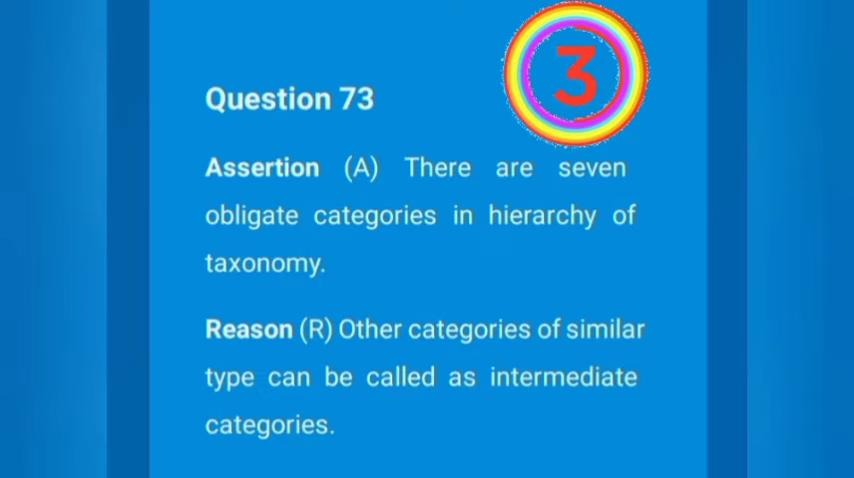 3
Question 73
Assertion (A) There are seven
obligate categories in hierarchy of
taxonomy.
Reason (R) Other categories of similar
type can be called as intermediate
categories.